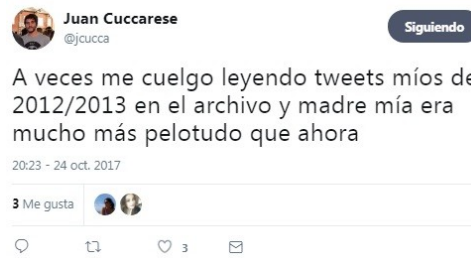 Juan Cuccarese
@jcucca
Siguiendo
A veces me cuelgo leyendo tweets míos de
2012/2013 en el archivo y madre mía era
mucho más pelotudo que ahora
20:23 - 24 oct. 2017
3 Me gusta
3